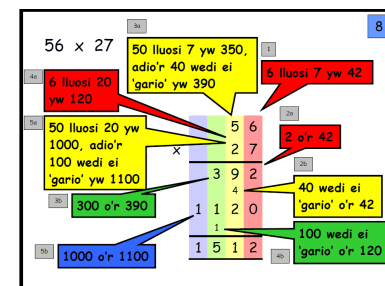 8
56 x 27
3a
50 lluosi 7 yw 350,
adio'r 40 wedi ei
'gario' yw 390
1
6 lluosi 7 yw 42
4a
6 lluosi 20
yw 120
5a
50 lluosi 20 yw
1000, adio'r
100 wedi ei
'gario' yw 1100
5 6
x 2 7
3 9 2
4
1 1 2 0
1
1 5 1 2
2a
2 o'r 42
2b
40 wedi ei
'gario' o'r 42
3b
300 o'r 390
100 wedi ei
'gario' o'r 120
4b
5b
1000 o'r 1100